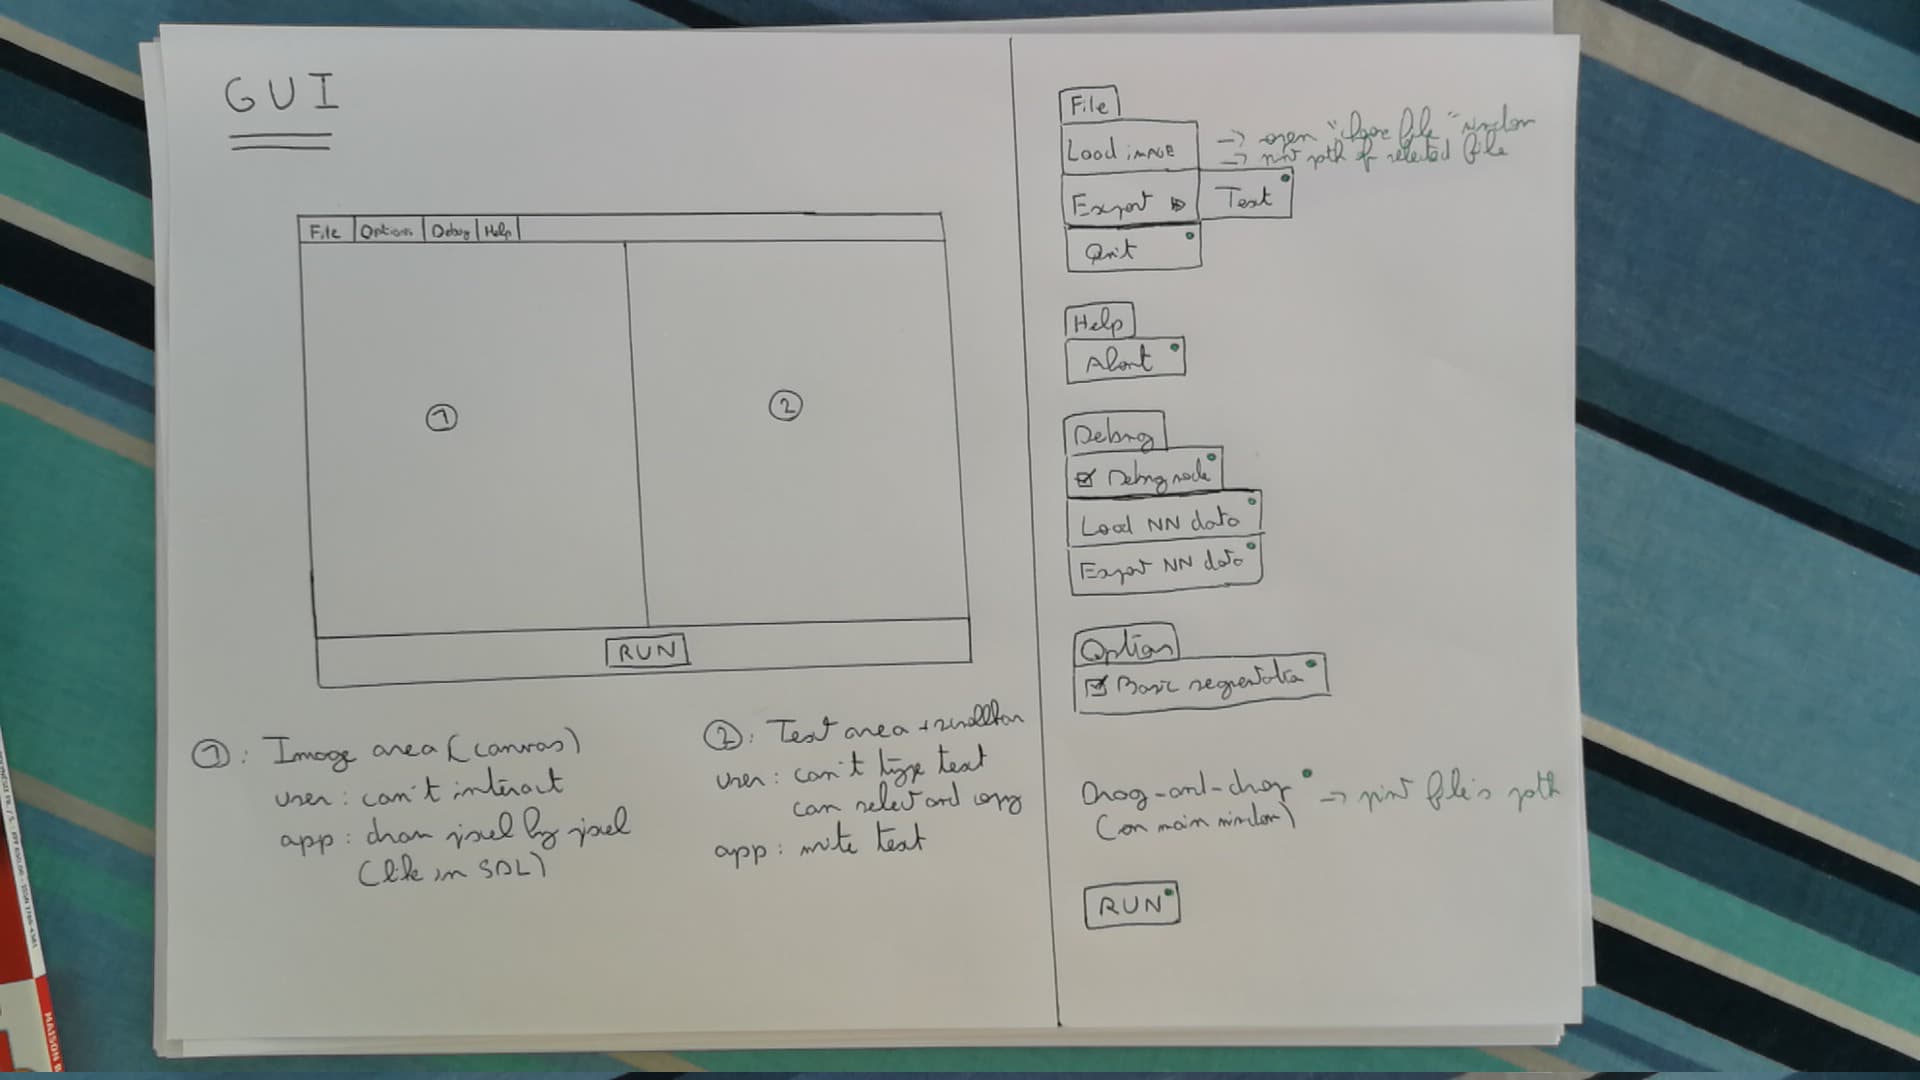 GUI
File | Option | Debug | Help
①
②
RUN
①: Image area (canvas)
user: can't interact
app: draw pixel by pixel
(like in SDL)
②: Text area + scrollbar
user: can't type text
can select and copy
app: write text
File
Load image → open "choose file" window
→ print path of selected file
Export ▷ Text
Quit
Help
About
Debug
☑ Debug mode
Load NN data
Export NN data
Option
☑ Basic segmentation
Drag-and-drop → print file's path
(on main window)
RUN
MAISON